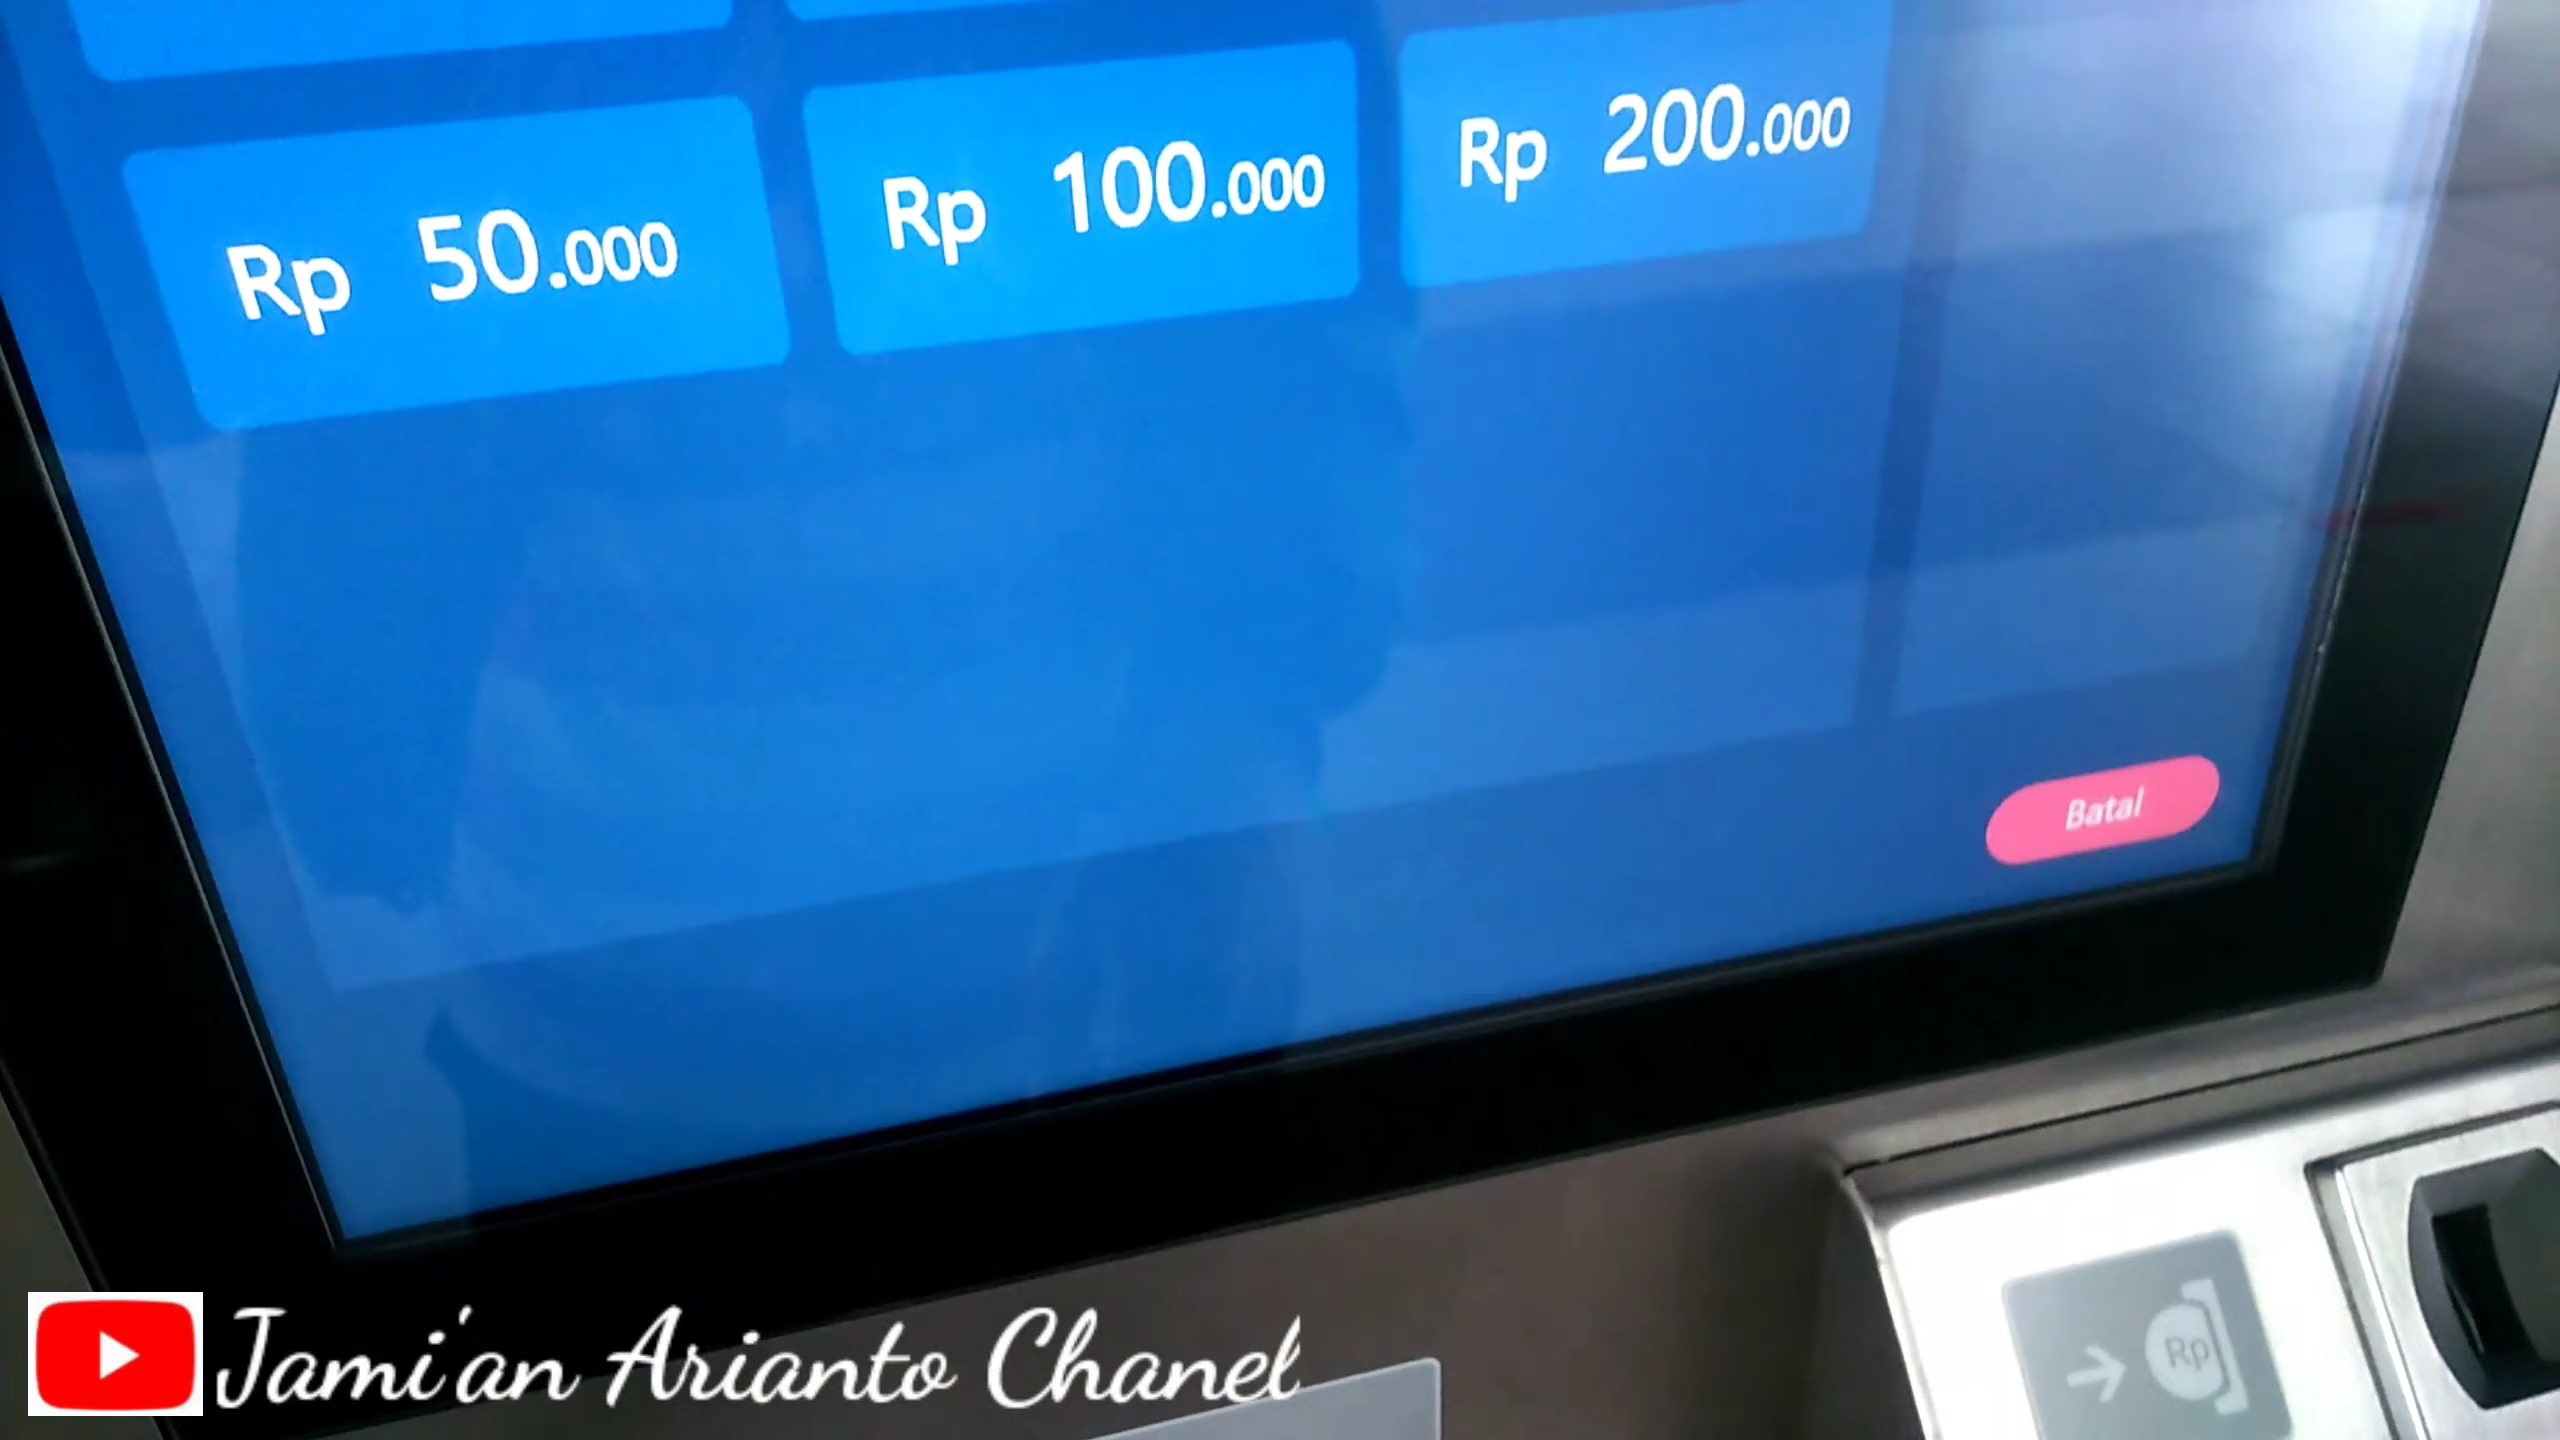 Rp 50.000
Rp 100.000
Rp 200.000
Batal
Rp
Jami'an Arianto Chanel